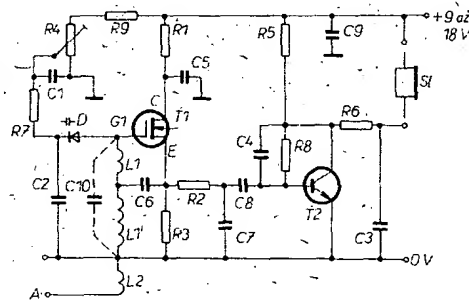 R4 R9 R1 R5 C9 +9 až
18 V
C1 C5 Sl
R7 D G1 C T1 R6
E C4 R8
L1
C2 C10 C6 R2 C8 T2
L1' R3 C7 C3
0V
L2
A